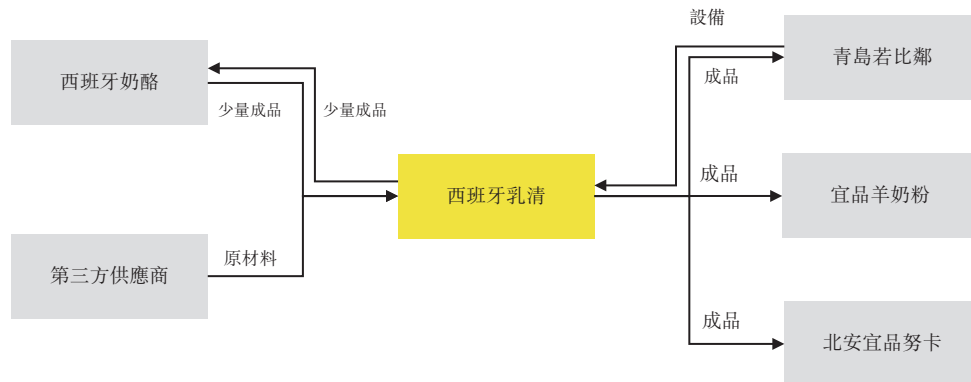 設備
青島若比鄰
成品
西班牙奶酪
少量成品
少量成品
成品
西班牙乳清
宜品羊奶粉
第三方供應商
原材料
成品
北安宜品努卡